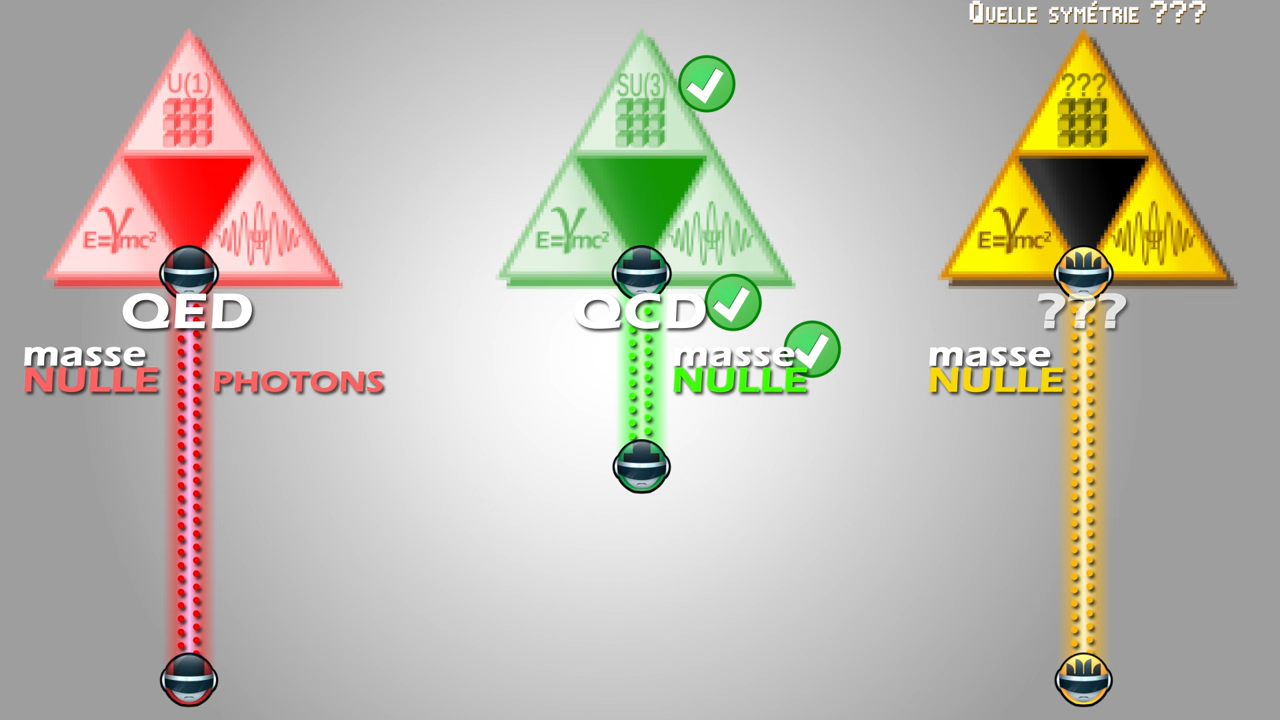 Quelle symétrie ???
U(1)
E=γmc²
Ψ
QED
masse
NULLE
PHOTONS
SU(3)
E=γmc²
Ψ
QCD
masse
NULLE
???
E=γmc²
Ψ
???
masse
NULLE